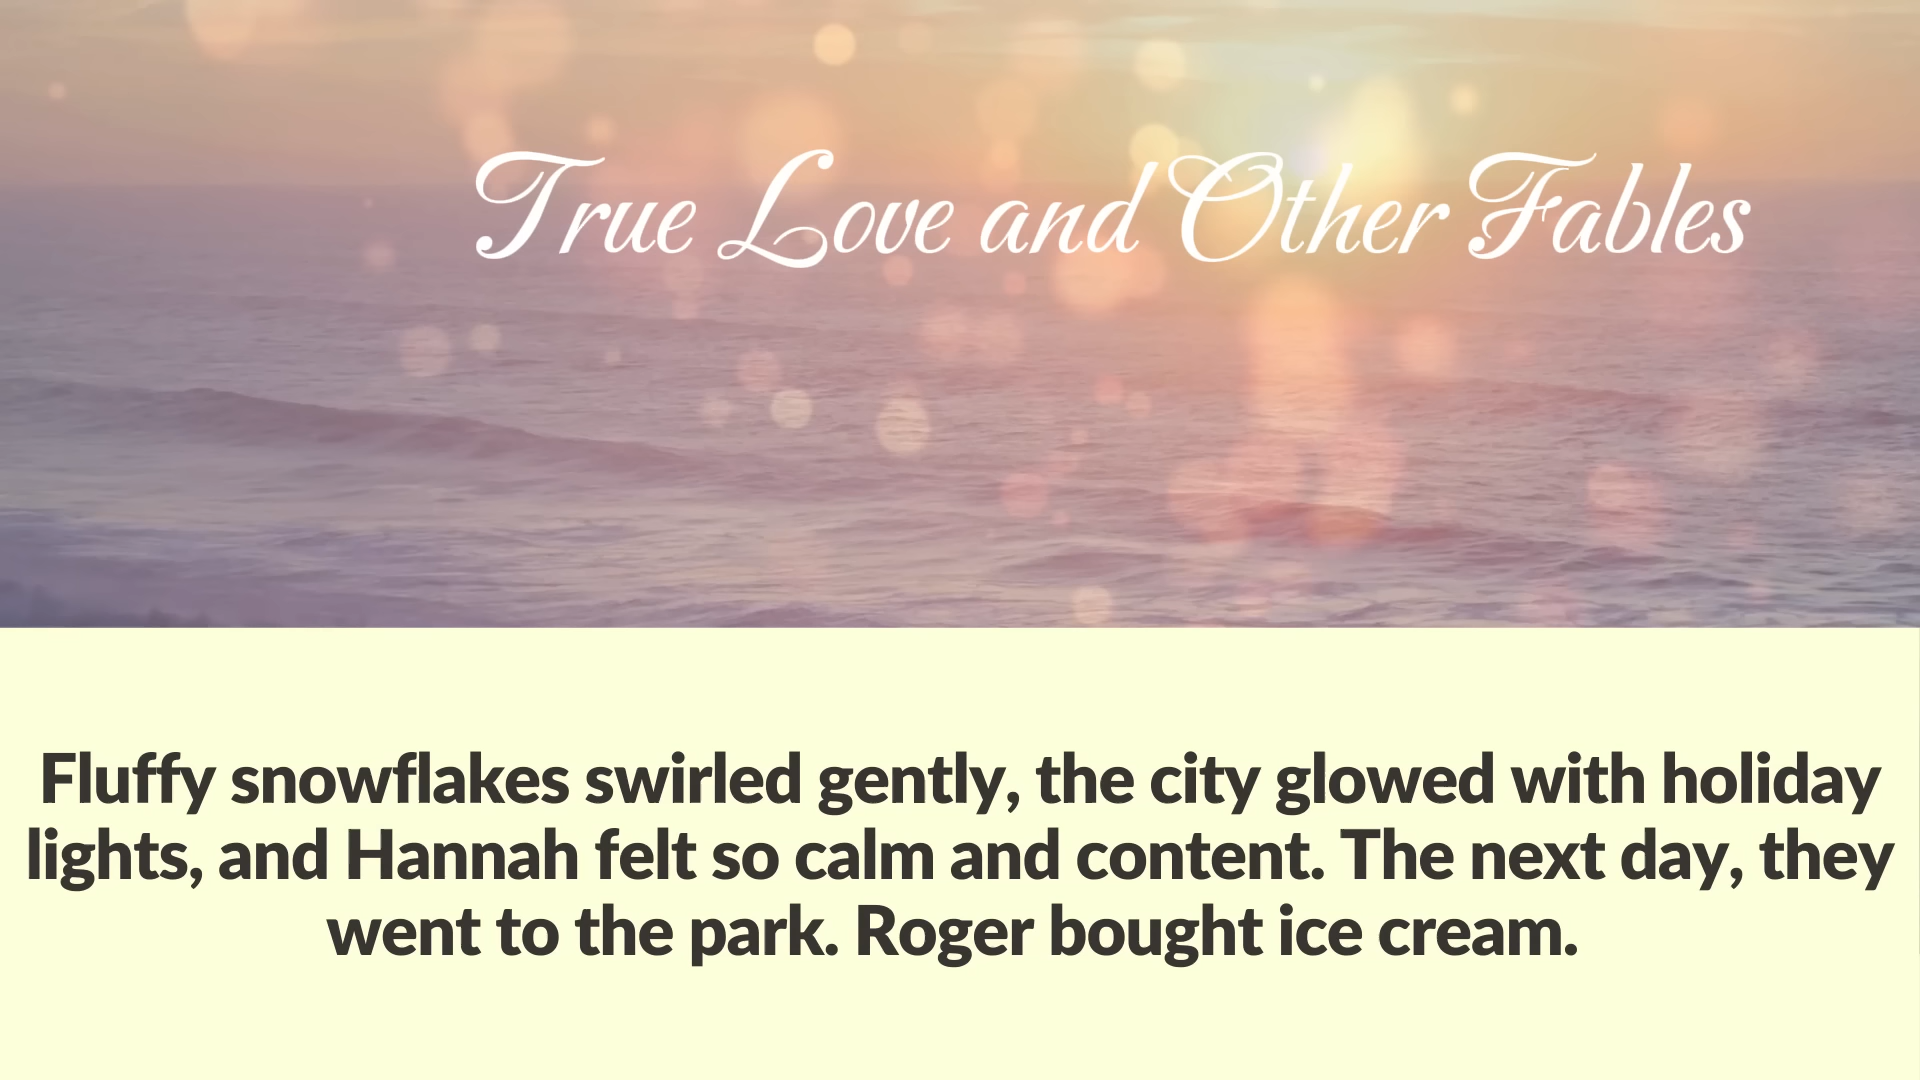 True Love and Other Fables
Fluffy snowflakes swirled gently, the city glowed with holiday
lights, and Hannah felt so calm and content. The next day, they
went to the park. Roger bought ice cream.